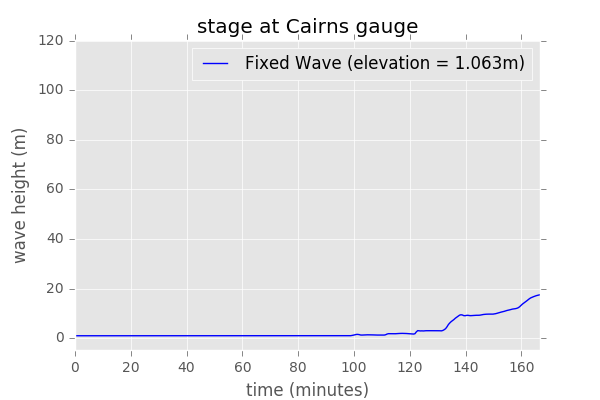 stage at Cairns gauge
Fixed Wave (elevation = 1.063m)
120
100
80
60
40
20
0
wave height (m)
0 20 40 60 80 100 120 140 160
time (minutes)